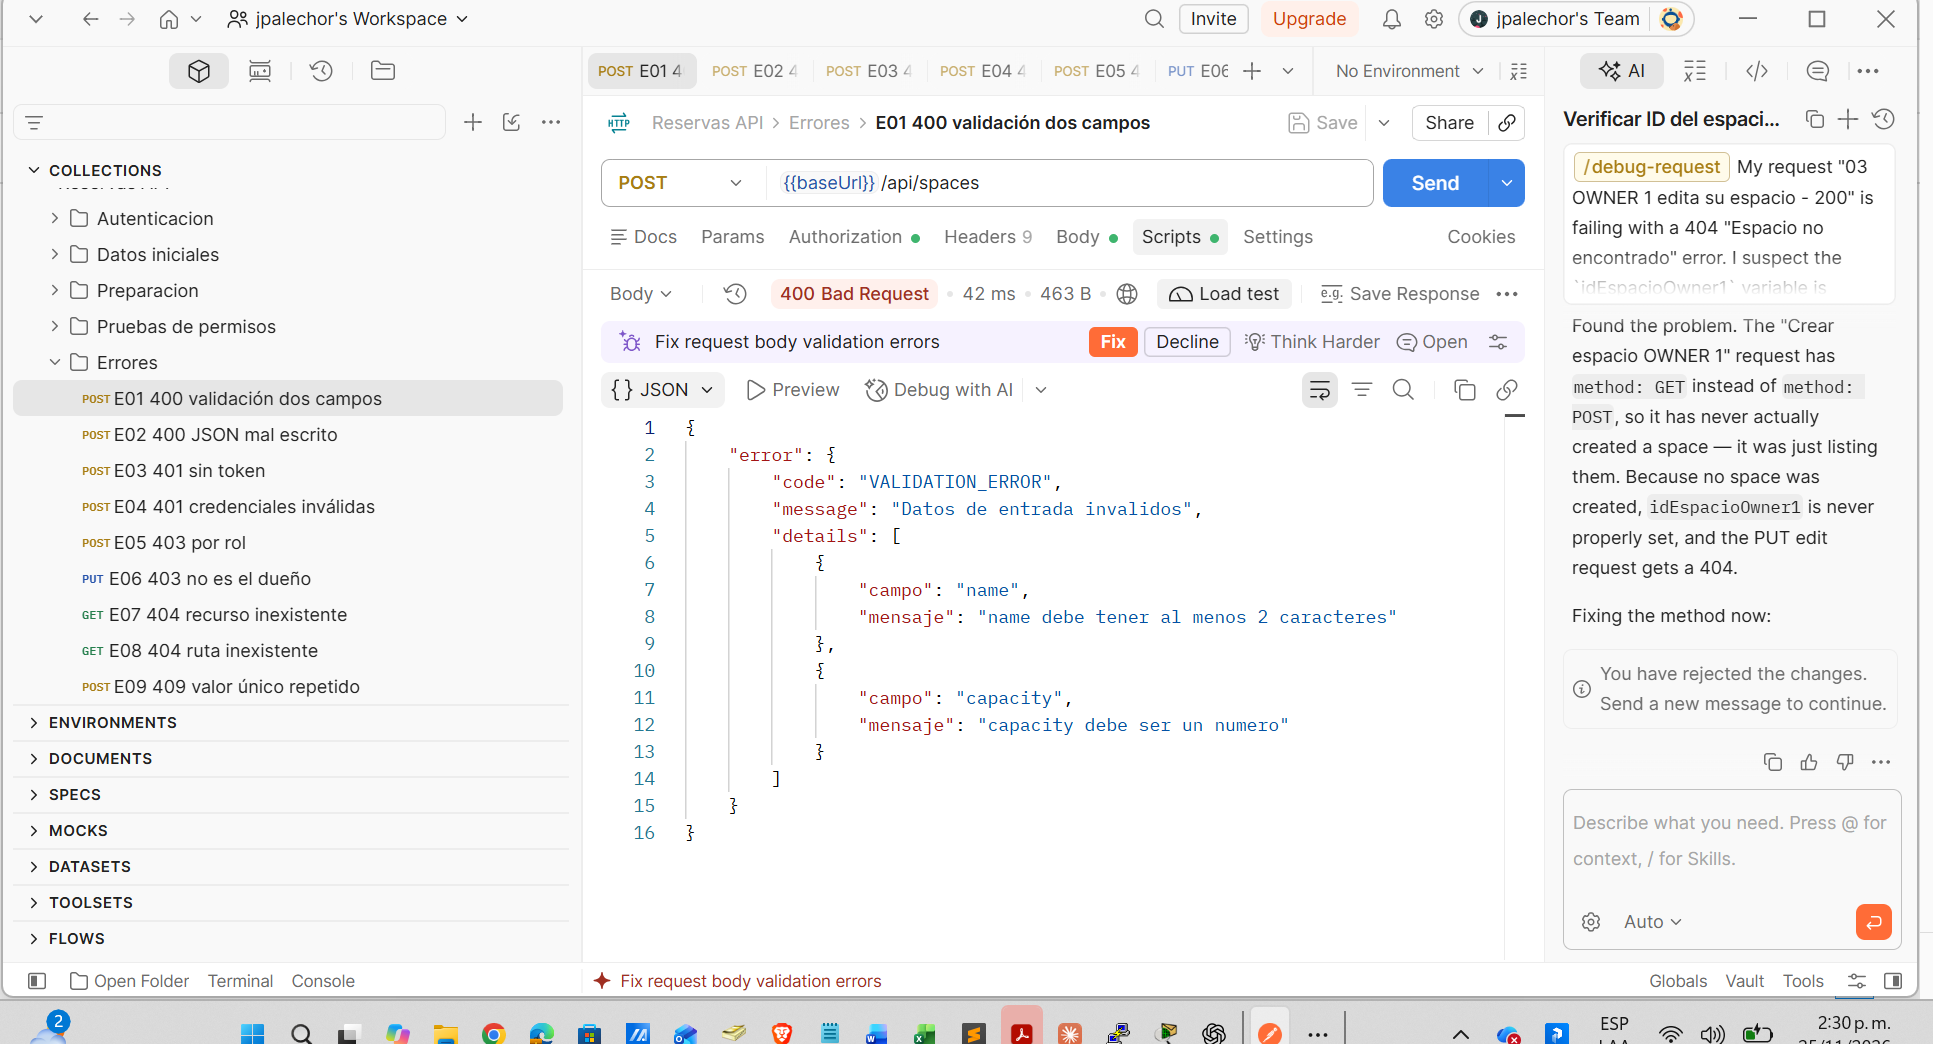 jpalechor's Workspace
Invite
Upgrade
J
jpalechor's Team
POST E01 4
POST E02 4
POST E03 4
POST E04 4
POST E05 4
PUT E06
No Environment
AI
HTTP
Reservas API > Errores > E01 400 validación dos campos
Save
Share
Verificar ID del espaci...
COLLECTIONS
Autenticacion
Datos iniciales
Preparacion
Pruebas de permisos
Errores
POST E01 400 validación dos campos
POST E02 400 JSON mal escrito
POST E03 401 sin token
POST E04 401 credenciales inválidas
POST E05 403 por rol
PUT E06 403 no es el dueño
GET E07 404 recurso inexistente
GET E08 404 ruta inexistente
POST E09 409 valor único repetido
ENVIRONMENTS
DOCUMENTS
SPECS
MOCKS
DATASETS
TOOLSETS
FLOWS
POST
{{baseUrl}} /api/spaces
Send
Docs
Params
Authorization
Headers 9
Body
Scripts
Settings
Cookies
Body
400 Bad Request
42 ms
463 B
Load test
e.g. Save Response
Fix request body validation errors
Fix
Decline
Think Harder
Open
{} JSON
Preview
Debug with AI
1 {
2 "error": {
3 "code": "VALIDATION_ERROR",
4 "message": "Datos de entrada invalidos",
5 "details": [
6 {
7 "campo": "name",
8 "mensaje": "name debe tener al menos 2 caracteres"
9 },
10 {
11 "campo": "capacity",
12 "mensaje": "capacity debe ser un numero"
13 }
14 ]
15 }
16 }
/debug-request My request "03
OWNER 1 edita su espacio - 200" is
failing with a 404 "Espacio no
encontrado" error. I suspect the
`idEspacioOwner1` variable is
Found the problem. The "Crear
espacio OWNER 1" request has
method: GET instead of method:
POST, so it has never actually
created a space — it was just listing
them. Because no space was
created, idEspacioOwner1 is never
properly set, and the PUT edit
request gets a 404.
Fixing the method now:
You have rejected the changes.
Send a new message to continue.
Describe what you need. Press @ for
context, / for Skills.
Auto
Open Folder
Terminal
Console
Fix request body validation errors
Globals
Vault
Tools
2
ESP
2:30 p. m.